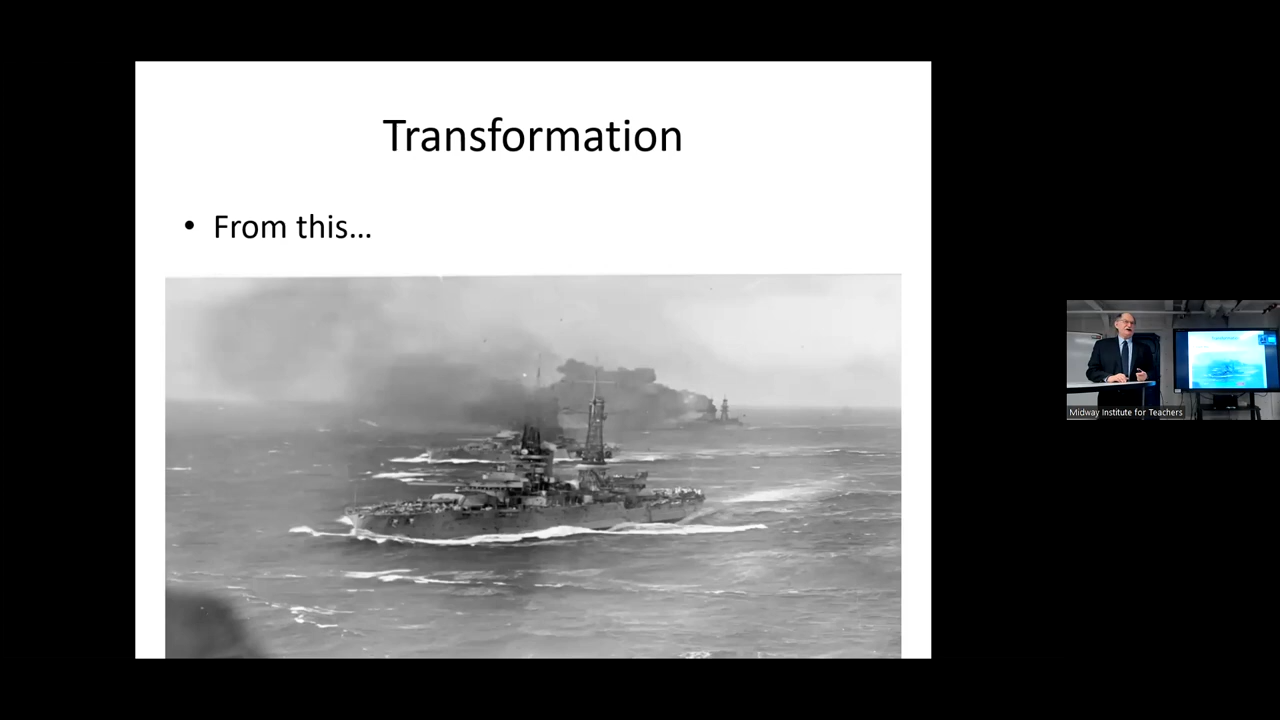 Transformation
• From this…
Midway Institute for Teachers